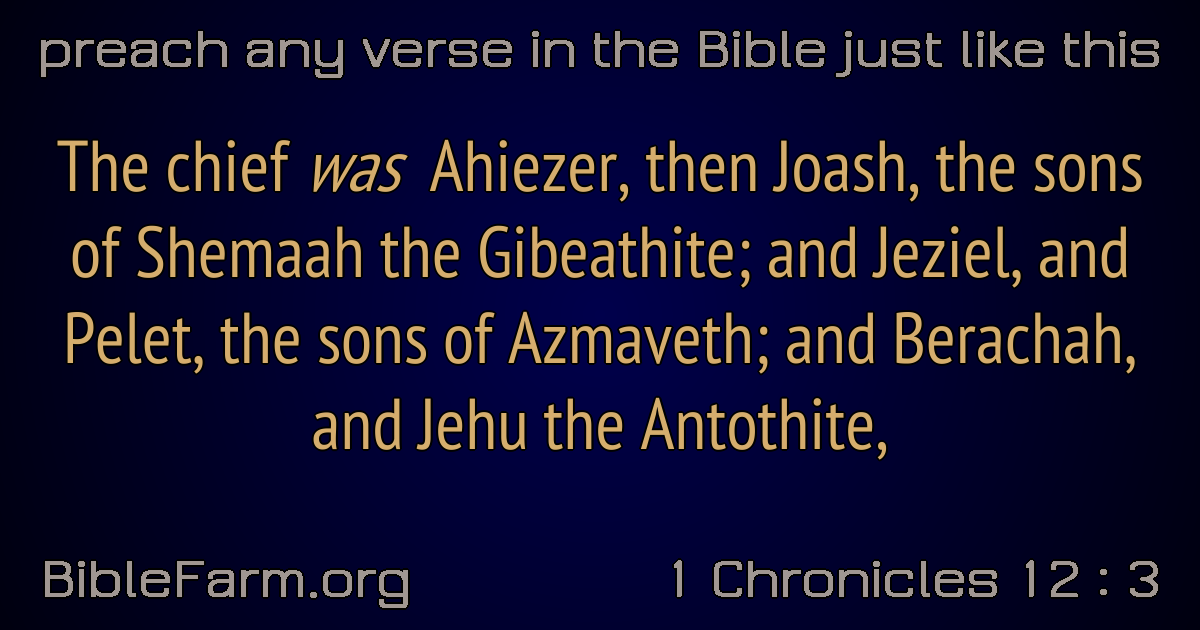 preach any verse in the Bible just like this
The chief was Ahiezer, then Joash, the sons
of Shemaah the Gibeathite; and Jeziel, and
Pelet, the sons of Azmaveth; and Berachah,
and Jehu the Antothite,
BibleFarm.org
1 Chronicles 12 : 3